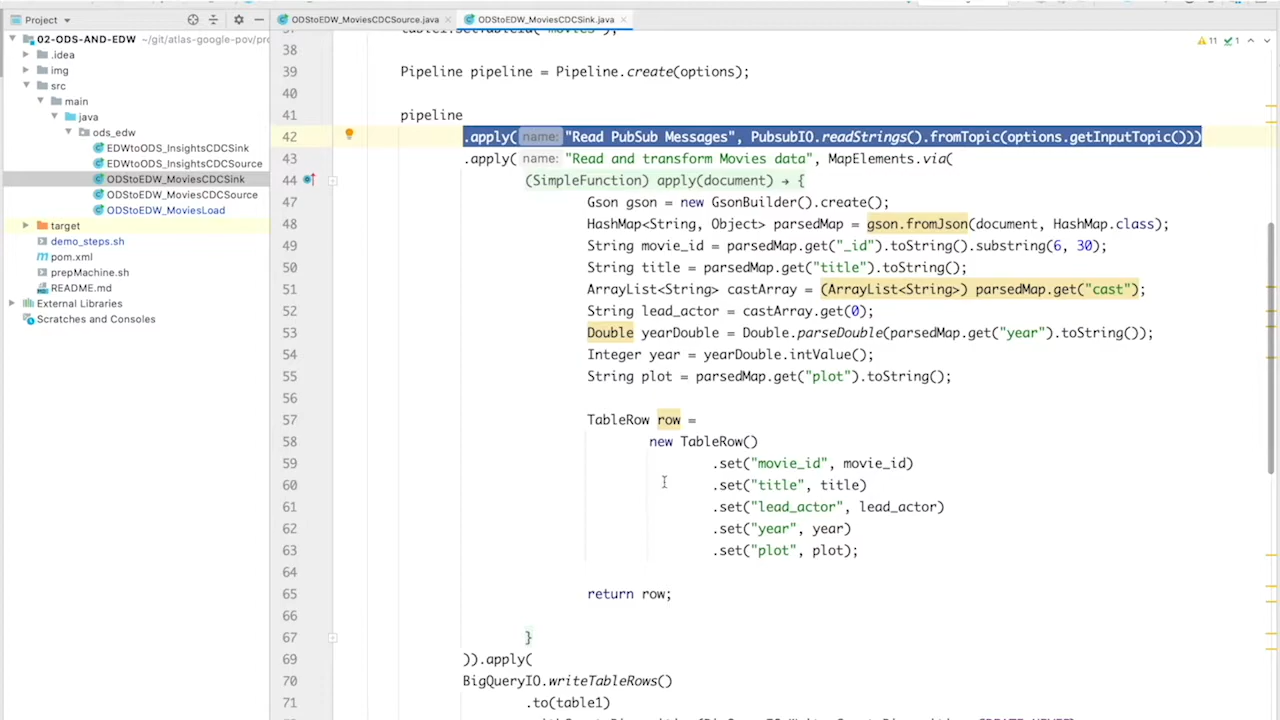 Project
ODStoEDW_MoviesCDCSource.java
ODStoEDW_MoviesCDCSink.java
02-ODS-AND-EDW ~/git/atlas-google-pov/pro
.idea
img
src
main
java
ods_edw
EDWtoODS_InsightsCDCSink
EDWtoODS_InsightsCDCSource
ODStoEDW_MoviesCDCSink
ODStoEDW_MoviesCDCSource
ODStoEDW_MoviesLoad
target
demo_steps.sh
pom.xml
prepMachine.sh
README.md
External Libraries
Scratches and Consoles
11 1
37 table1.setTableId("movies");
38
39 Pipeline pipeline = Pipeline.create(options);
40
41 pipeline
42 .apply( name: "Read PubSub Messages", PubsubIO.readStrings().fromTopic(options.getInputTopic()))
43 .apply( name: "Read and transform Movies data", MapElements.via(
44 (SimpleFunction) apply(document) → {
47 Gson gson = new GsonBuilder().create();
48 HashMap<String, Object> parsedMap = gson.fromJson(document, HashMap.class);
49 String movie_id = parsedMap.get("_id").toString().substring(6, 30);
50 String title = parsedMap.get("title").toString();
51 ArrayList<String> castArray = (ArrayList<String>) parsedMap.get("cast");
52 String lead_actor = castArray.get(0);
53 Double yearDouble = Double.parseDouble(parsedMap.get("year").toString());
54 Integer year = yearDouble.intValue();
55 String plot = parsedMap.get("plot").toString();
56
57 TableRow row =
58 new TableRow()
59 .set("movie_id", movie_id)
60 .set("title", title)
61 .set("lead_actor", lead_actor)
62 .set("year", year)
63 .set("plot", plot);
64
65 return row;
66
67 }
69 )).apply(
70 BigQueryIO.writeTableRows()
71 .to(table1)